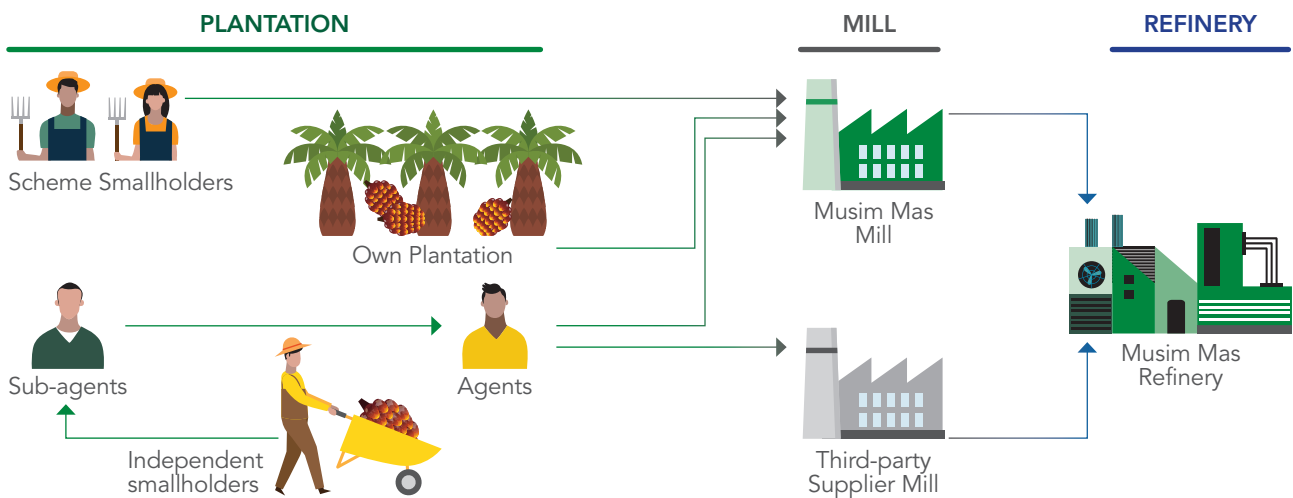 PLANTATION
MILL
REFINERY
Scheme Smallholders
Own Plantation
Musim Mas
Mill
Sub-agents
Agents
Musim Mas
Refinery
Independent
smallholders
Third-party
Supplier Mill